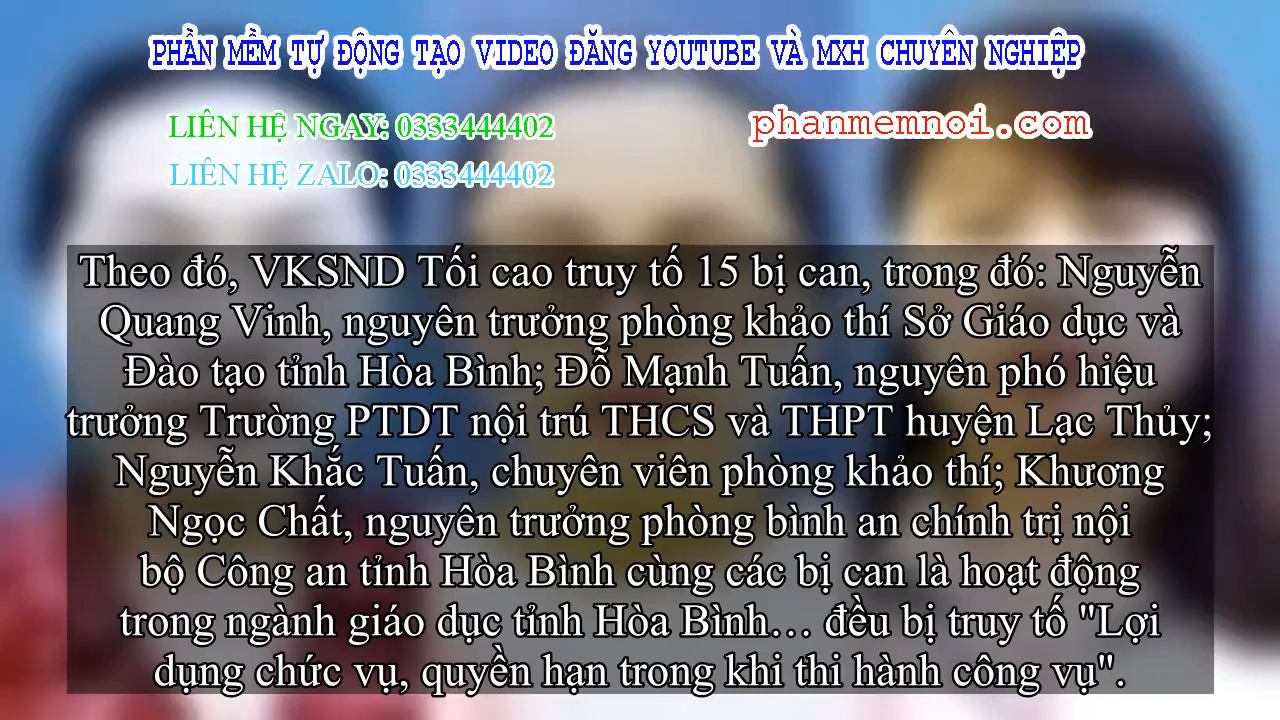 PHẦN MỀM TỰ ĐỘNG TẠO VIDEO ĐĂNG YOUTUBE VÀ MXH CHUYÊN NGHIỆP
LIÊN HỆ NGAY: 0333444402
phanmemnoi.com
LIÊN HỆ ZALO: 0333444402
Theo đó, VKSND Tối cao truy tố 15 bị can, trong đó: Nguyễn
Quang Vinh, nguyên trưởng phòng khảo thí Sở Giáo dục và
Đào tạo tỉnh Hòa Bình; Đỗ Mạnh Tuấn, nguyên phó hiệu
trưởng Trường PTDT nội trú THCS và THPT huyện Lạc Thủy;
Nguyễn Khắc Tuấn, chuyên viên phòng khảo thí; Khương
Ngọc Chất, nguyên trưởng phòng bình an chính trị nội
bộ Công an tỉnh Hòa Bình cùng các bị can là hoạt động
trong ngành giáo dục tỉnh Hòa Bình… đều bị truy tố "Lợi
dụng chức vụ, quyền hạn trong khi thi hành công vụ".